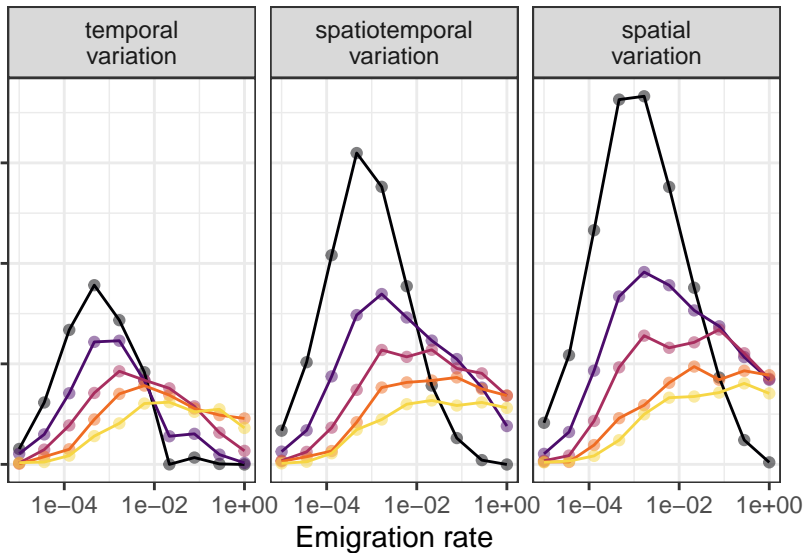 temporal
variation
spatiotemporal
variation
spatial
variation
1e−04 1e−02 1e+00 1e−04 1e−02 1e+00 1e−04 1e−02 1e+00
Emigration rate